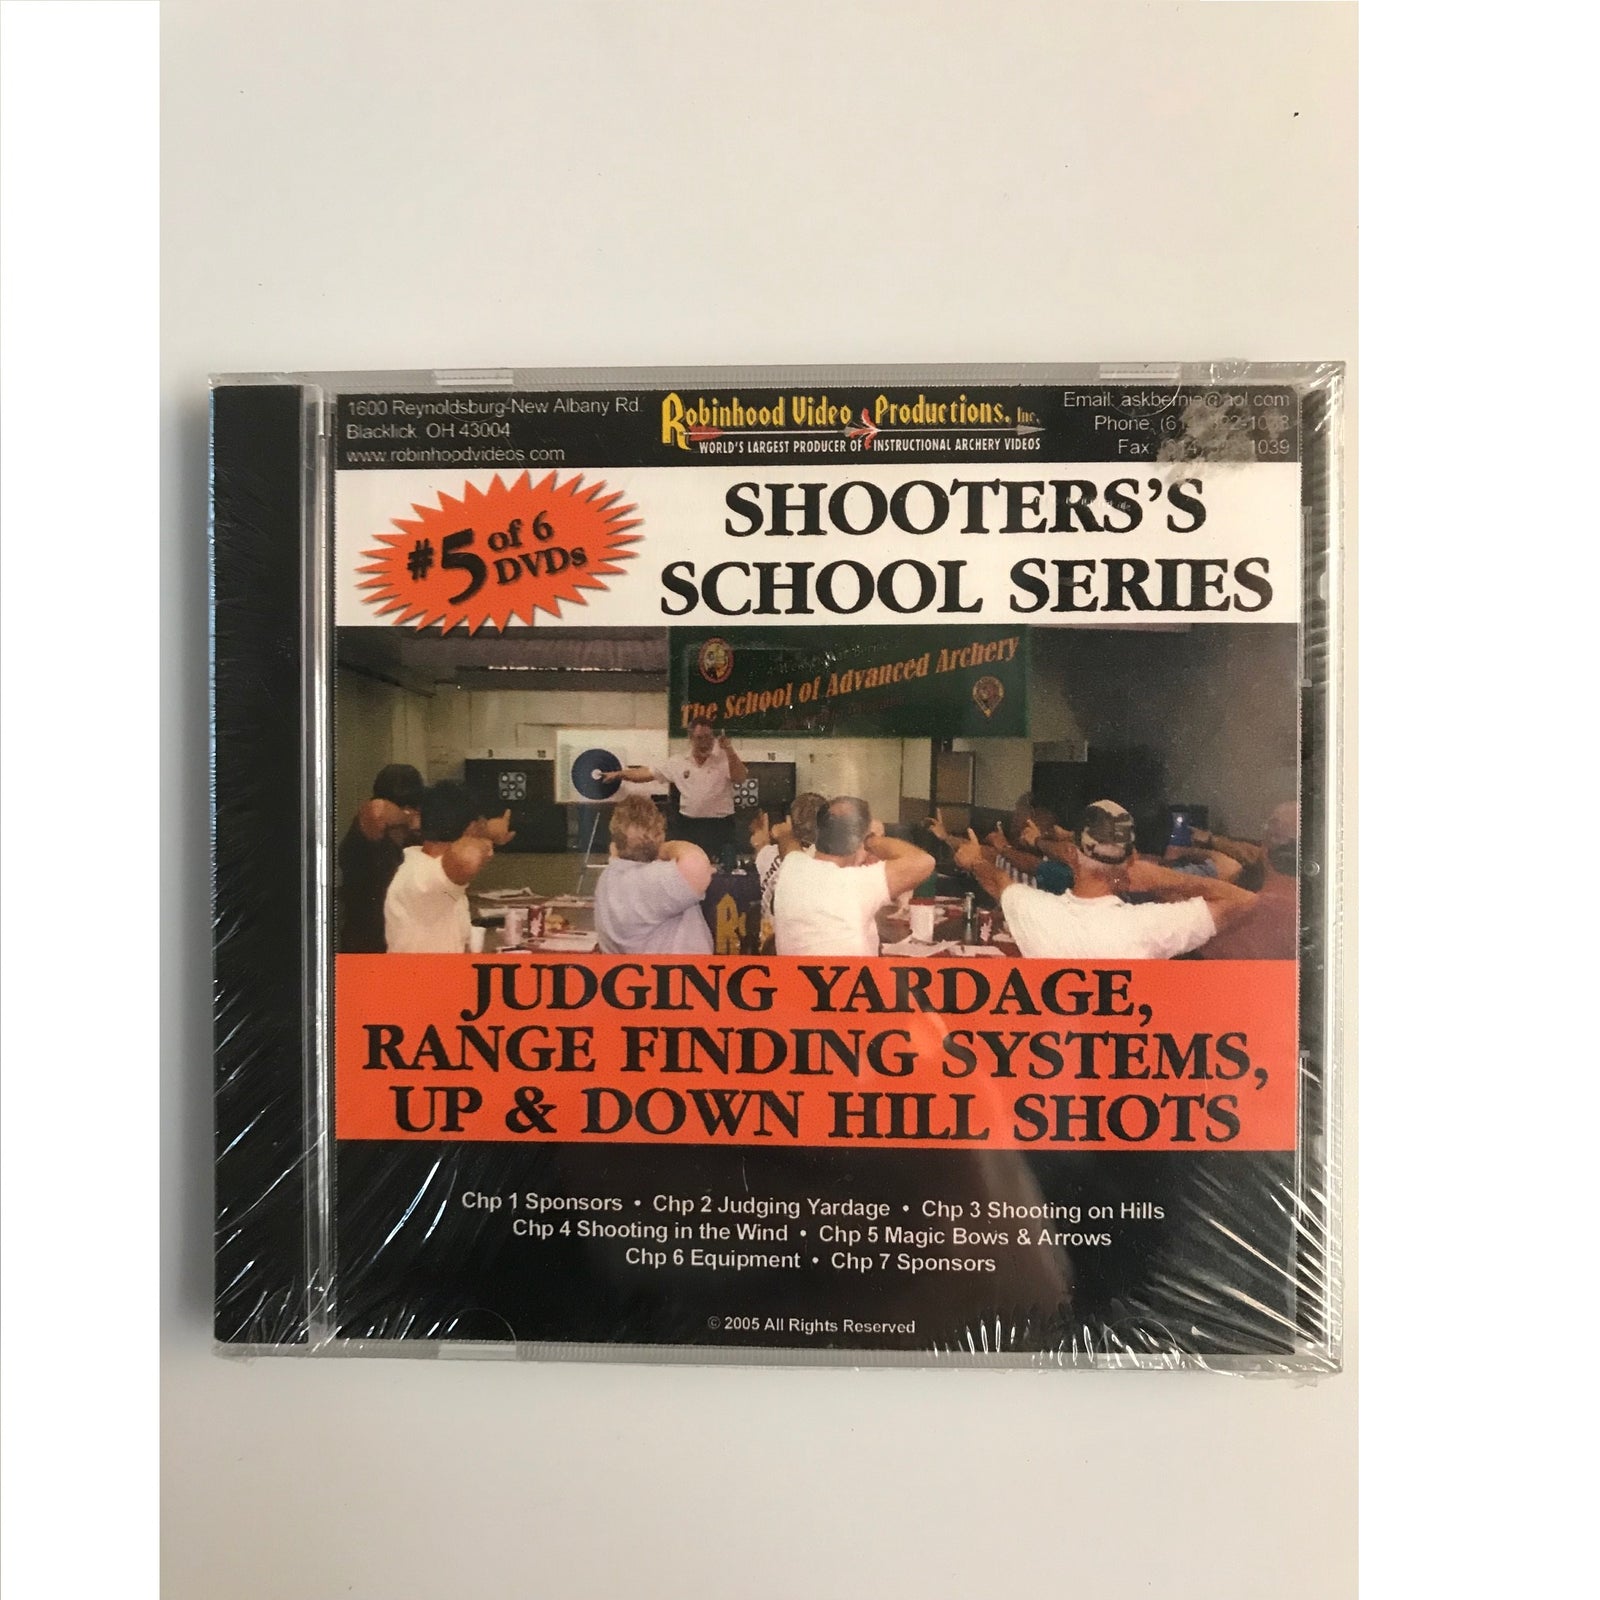 1600 Reynoldsburg-New Albany Rd.
Blacklick, OH 43004
www.robinhoodvideos.com
Robinhood Video Productions, Inc.
WORLD'S LARGEST PRODUCER OF INSTRUCTIONAL ARCHERY VIDEOS
Email: askbernie@aol.com
Phone:
Fax:
#5 of 6
DVDs
SHOOTERS'S
SCHOOL SERIES
The School of Advanced Archery
JUDGING YARDAGE,
RANGE FINDING SYSTEMS,
UP & DOWN HILL SHOTS
Chp 1 Sponsors • Chp 2 Judging Yardage • Chp 3 Shooting on Hills
Chp 4 Shooting in the Wind • Chp 5 Magic Bows & Arrows
Chp 6 Equipment • Chp 7 Sponsors
© 2005 All Rights Reserved